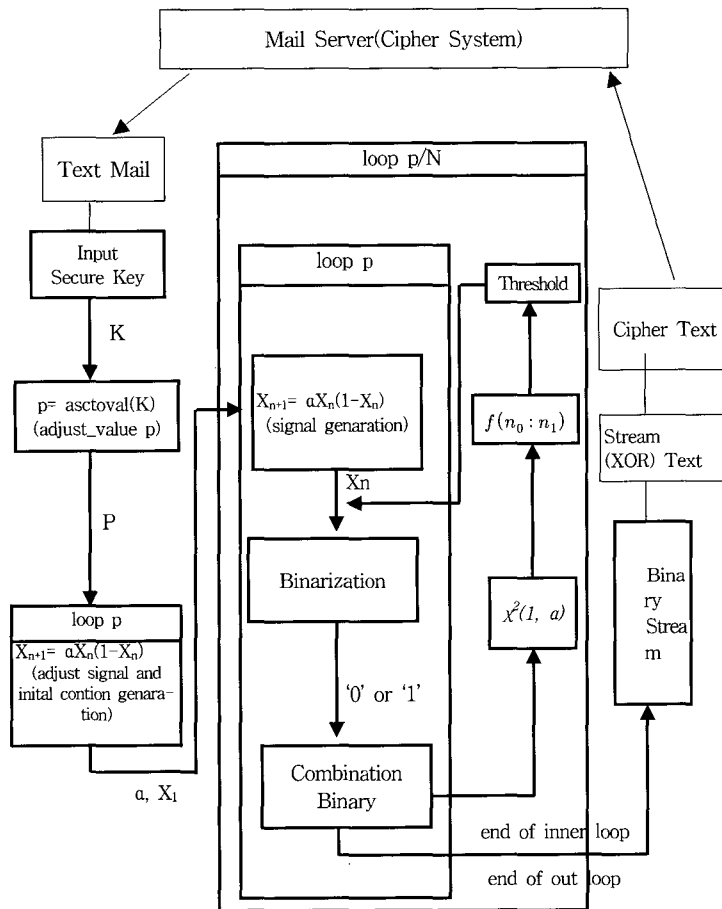 Mail Server(Cipher System)
Text Mail
Input
Secure Key
K
p= asctoval(K)
(adjust_value p)
P
loop p
Xₙ₊₁= αXₙ(1-Xₙ)
(adjust signal and
inital contion genara-
tion)
α, X₁
loop p/N
loop p
Xₙ₊₁= αXₙ(1-Xₙ)
(signal genaration)
Xn
Binarization
‘0’ or ‘1’
Combination
Binary
Threshold
f(n₀ : n₁)
χ²(1, a)
end of inner loop
end of out loop
Cipher Text
Stream
(XOR) Text
Bina
ry
Strea
m